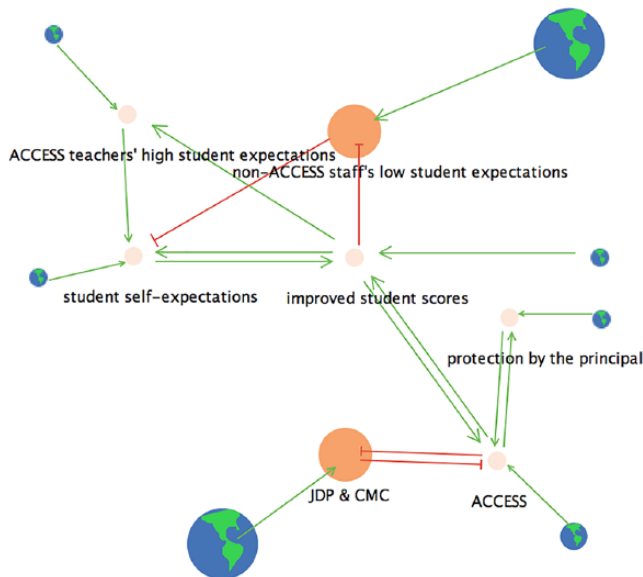 ACCESS teachers' high student expectations
non-ACCESS staff's low student expectations
student self-expectations
improved student scores
protection by the principal
JDP & CMC
ACCESS